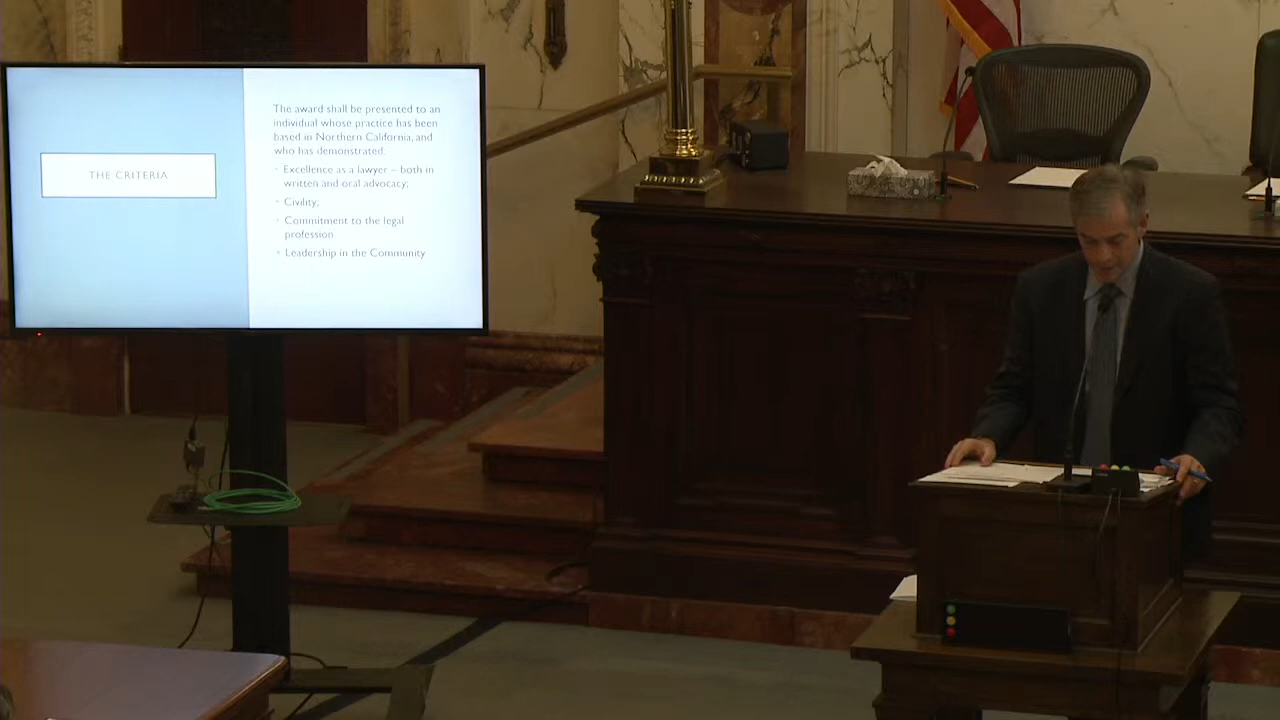 THE CRITERIA
The award shall be presented to an
individual whose practice has been
based in Northern California, and
who has demonstrated:
Excellence as a lawyer – both in
written and oral advocacy;
Civility;
Commitment to the legal
profession
Leadership in the Community